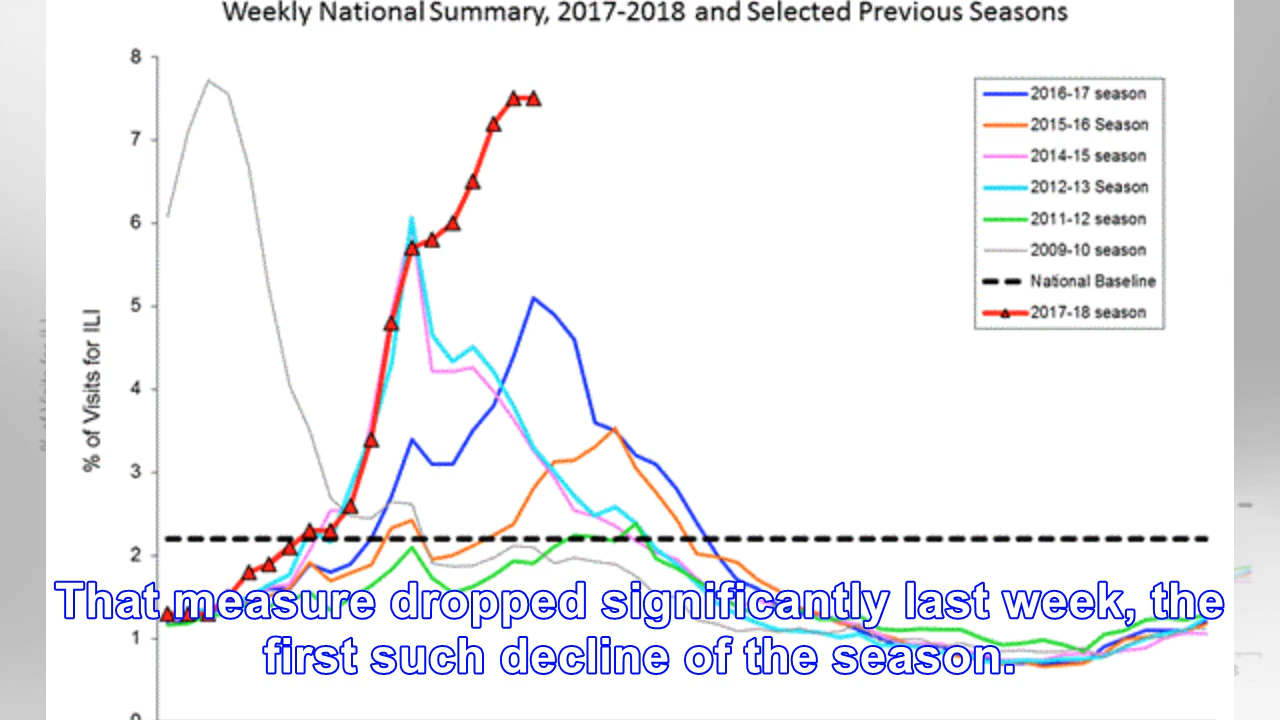 Weekly National Summary, 2017-2018 and Selected Previous Seasons
8
7
6
5
4
3
2
1
0
% of Visits for ILI
2016-17 season
2015-16 Season
2014-15 season
2012-13 Season
2011-12 season
2009-10 season
National Baseline
2017-18 season
That measure dropped significantly last week, the
first such decline of the season.